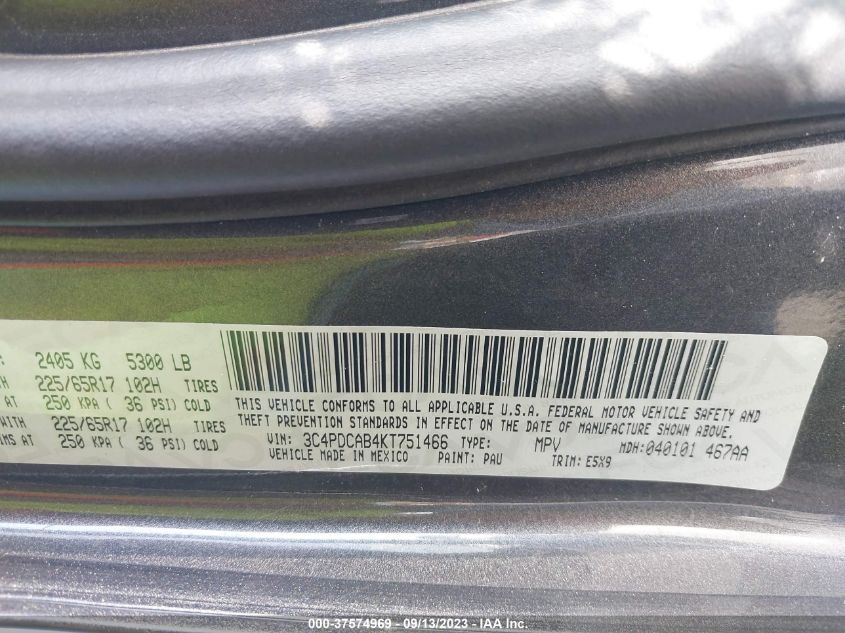 : 2405 KG 5300 LB
TH 225/65R17 102H TIRES
AT 250 KPA ( 36 PSI) COLD
WITH 225/65R17 102H TIRES
MS AT 250 KPA ( 36 PSI) COLD
THIS VEHICLE CONFORMS TO ALL APPLICABLE U.S.A. FEDERAL MOTOR VEHICLE SAFETY AND
THEFT PREVENTION STANDARDS IN EFFECT ON THE DATE OF MANUFACTURE SHOWN ABOVE.
VIN: 3C4PDCAB4KT751466 TYPE: MPV MDH:040101 467AA
VEHICLE MADE IN MEXICO PAINT: PAU TRIM: E5X9
000-37574969 - 09/13/2023 - IAA Inc.